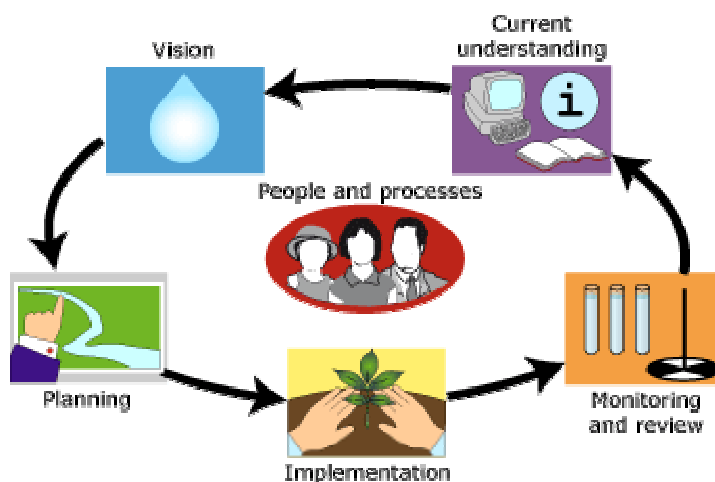 Vision
Current
understanding
i
People and processes
Planning
Implementation
Monitoring
and review